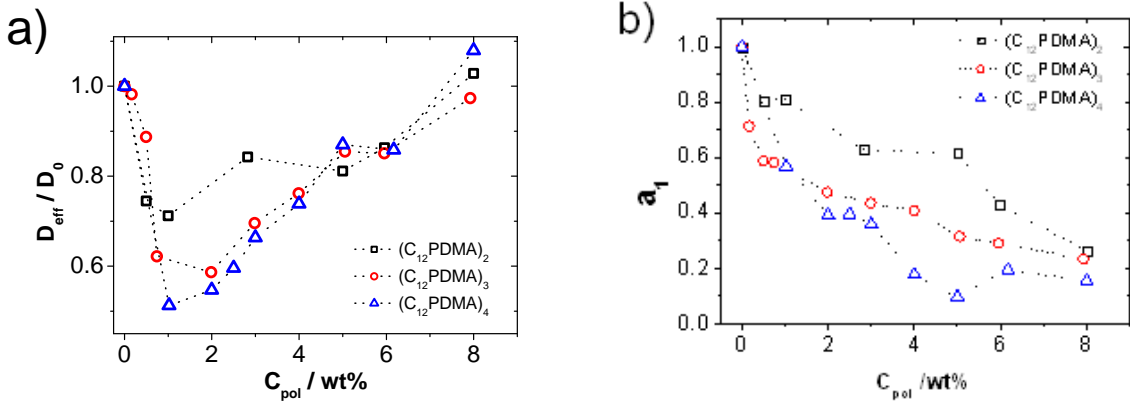 a)
D_eff / D_0
1.0
0.8
0.6
0 2 4 6 8
C_pol / wt%
(C_12PDMA)_2
(C_12PDMA)_3
(C_12PDMA)_4
b)
a_1
1.0
0.8
0.6
0.4
0.2
0.0
0 2 4 6 8
C_pol /wt%
(C_12PDMA)_2
(C_12PDMA)_3
(C_12PDMA)_4